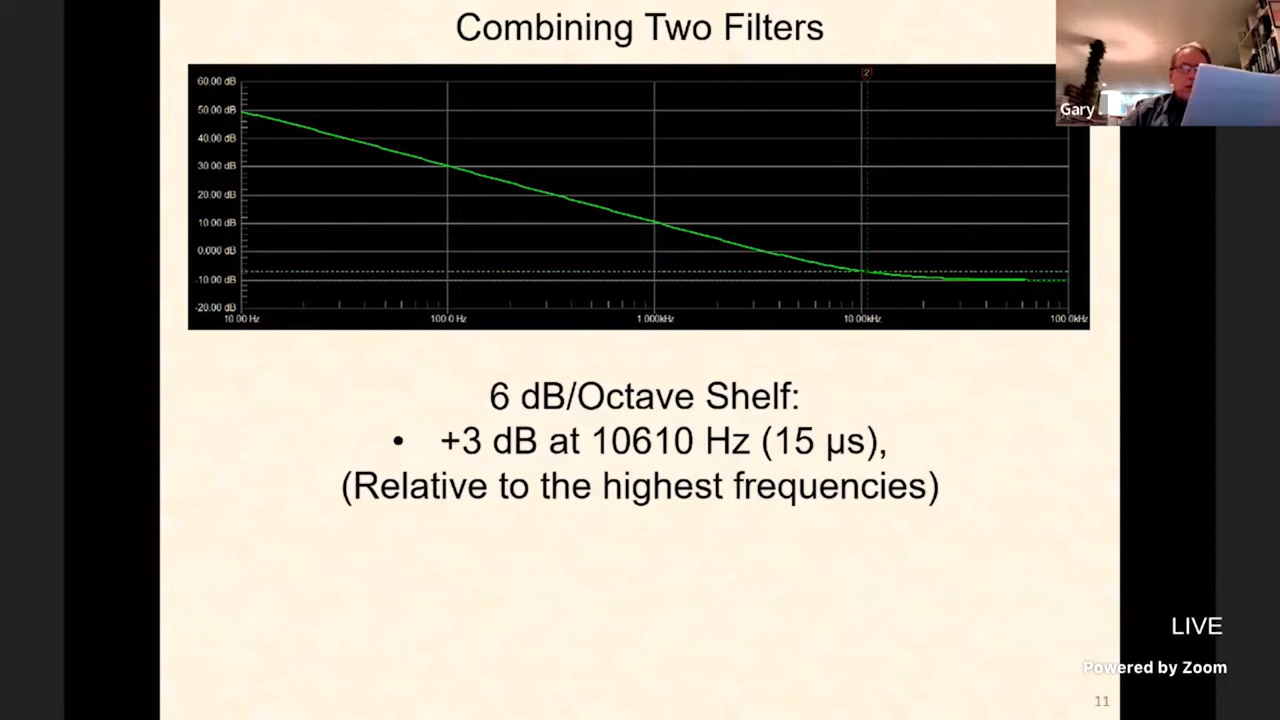 Combining Two Filters
2
60.00 dB
50.00 dB
40.00 dB
30.00 dB
20.00 dB
10.00 dB
0.000 dB
-10.00 dB
-20.00 dB
10.00 Hz 100.0 Hz 1.000kHz 10.00kHz 100.0kHz
Gary
6 dB/Octave Shelf:
• +3 dB at 10610 Hz (15 μs),
(Relative to the highest frequencies)
LIVE
Powered by Zoom
11